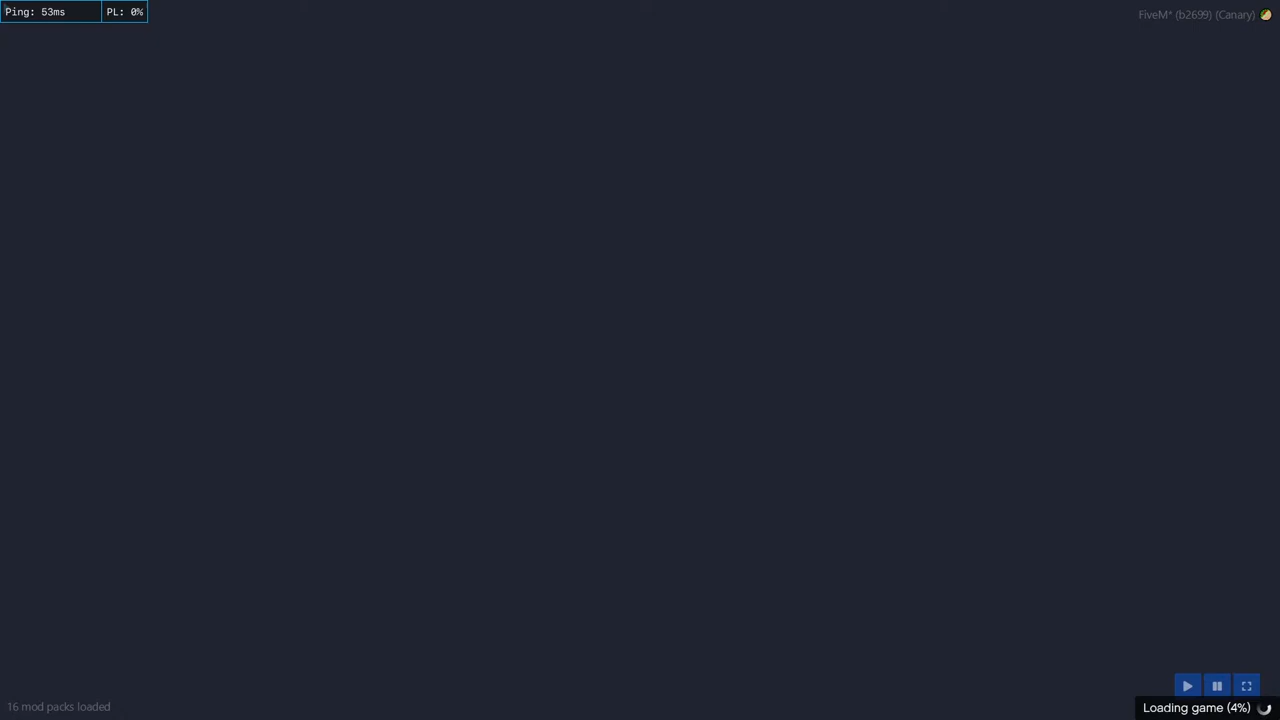 Ping: 53ms PL: 0%
FiveM* (b2699) (Canary)
16 mod packs loaded
Loading game (4%)